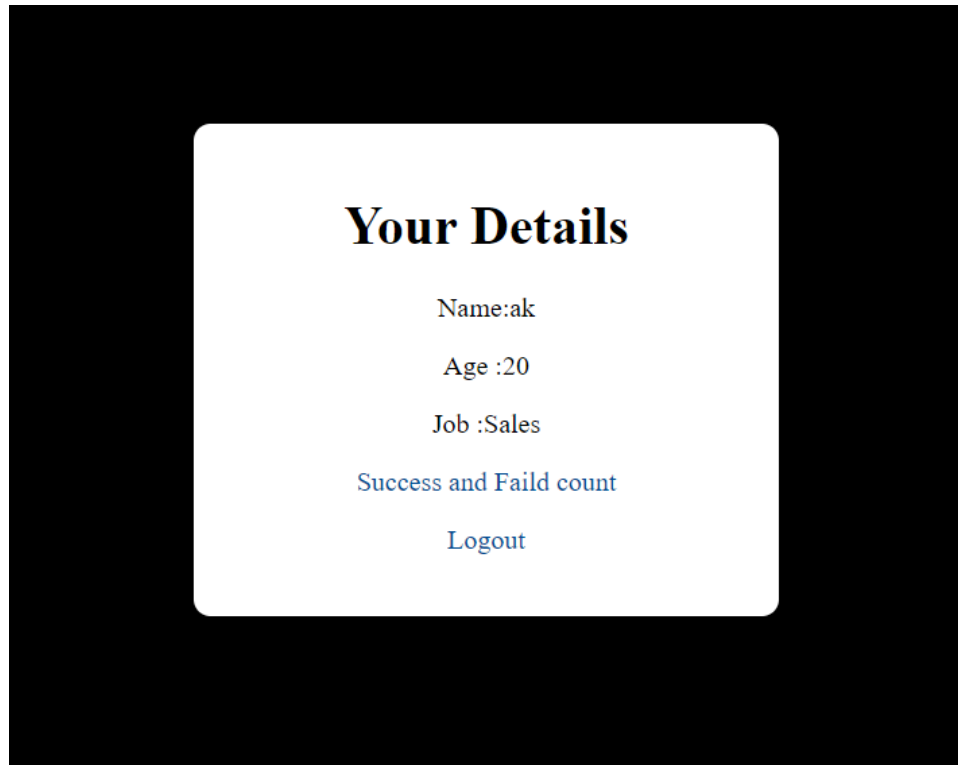 Your Details
Name:ak
Age :20
Job :Sales
Success and Faild count
Logout